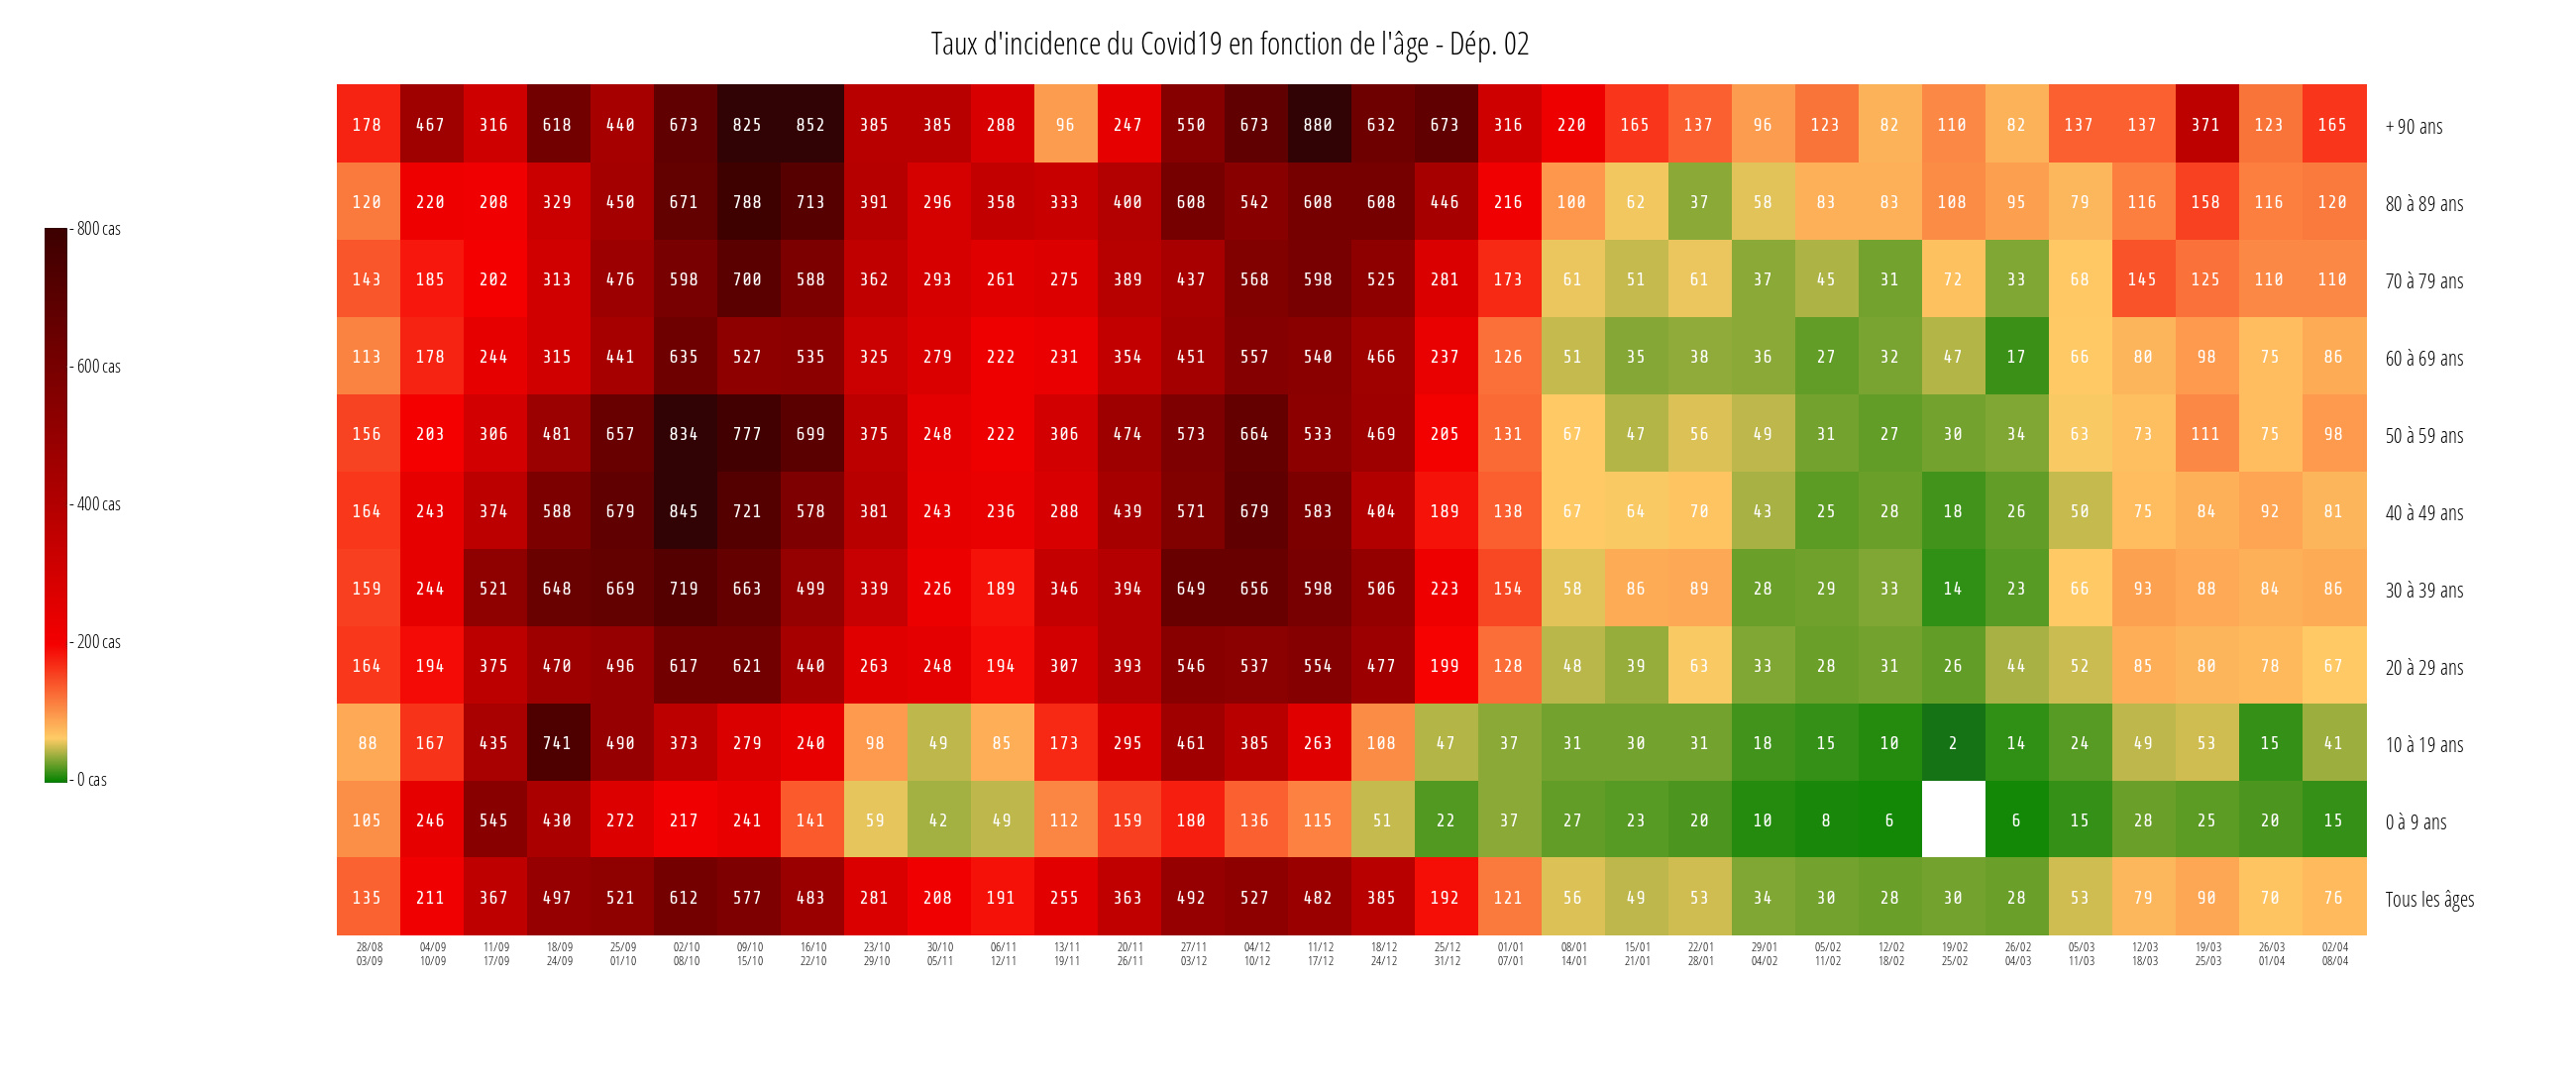 Taux d'incidence du Covid19 en fonction de l'âge - Dép. 02
178 467 316 618 440 673 825 852 385 385 288 96 247 550 673 880 632 673 316 220 165 137 96 123 82 110 82 137 137 371 123 165 + 90 ans
120 220 208 329 450 671 788 713 391 296 358 333 400 608 542 608 608 446 216 100 62 37 58 83 83 108 95 79 116 158 116 120 80 à 89 ans
- 800 cas
143 185 202 313 476 598 700 588 362 293 261 275 389 437 568 598 525 281 173 61 51 61 37 45 31 72 33 68 145 125 110 110 70 à 79 ans
113 178 244 315 441 635 527 535 325 279 222 231 354 451 557 540 466 237 126 51 35 38 36 27 32 47 17 66 80 98 75 86 60 à 69 ans
- 600 cas
156 203 306 481 657 834 777 699 375 248 222 306 474 573 664 533 469 205 131 67 47 56 49 31 27 30 34 63 73 111 75 98 50 à 59 ans
- 400 cas
164 243 374 588 679 845 721 578 381 243 236 288 439 571 679 583 404 189 138 67 64 70 43 25 28 18 26 50 75 84 92 81 40 à 49 ans
159 244 521 648 669 719 663 499 339 226 189 346 394 649 656 598 506 223 154 58 86 89 28 29 33 14 23 66 93 88 84 86 30 à 39 ans
- 200 cas
164 194 375 470 496 617 621 440 263 248 194 307 393 546 537 554 477 199 128 48 39 63 33 28 31 26 44 52 85 80 78 67 20 à 29 ans
88 167 435 741 490 373 279 240 98 49 85 173 295 461 385 263 108 47 37 31 30 31 18 15 10 2 14 24 49 53 15 41 10 à 19 ans
- 0 cas
105 246 545 430 272 217 241 141 59 42 49 112 159 180 136 115 51 22 37 27 23 20 10 8 6 6 15 28 25 20 15 0 à 9 ans
135 211 367 497 521 612 577 483 281 208 191 255 363 492 527 482 385 192 121 56 49 53 34 30 28 30 28 53 79 90 70 76 Tous les âges
28/08 04/09 11/09 18/09 25/09 02/10 09/10 16/10 23/10 30/10 06/11 13/11 20/11 27/11 04/12 11/12 18/12 25/12 01/01 08/01 15/01 22/01 29/01 05/02 12/02 19/02 26/02 05/03 12/03 19/03 26/03 02/04
03/09 10/09 17/09 24/09 01/10 08/10 15/10 22/10 29/10 05/11 12/11 19/11 26/11 03/12 10/12 17/12 24/12 31/12 07/01 14/01 21/01 28/01 04/02 11/02 18/02 25/02 04/03 11/03 18/03 25/03 01/04 08/04